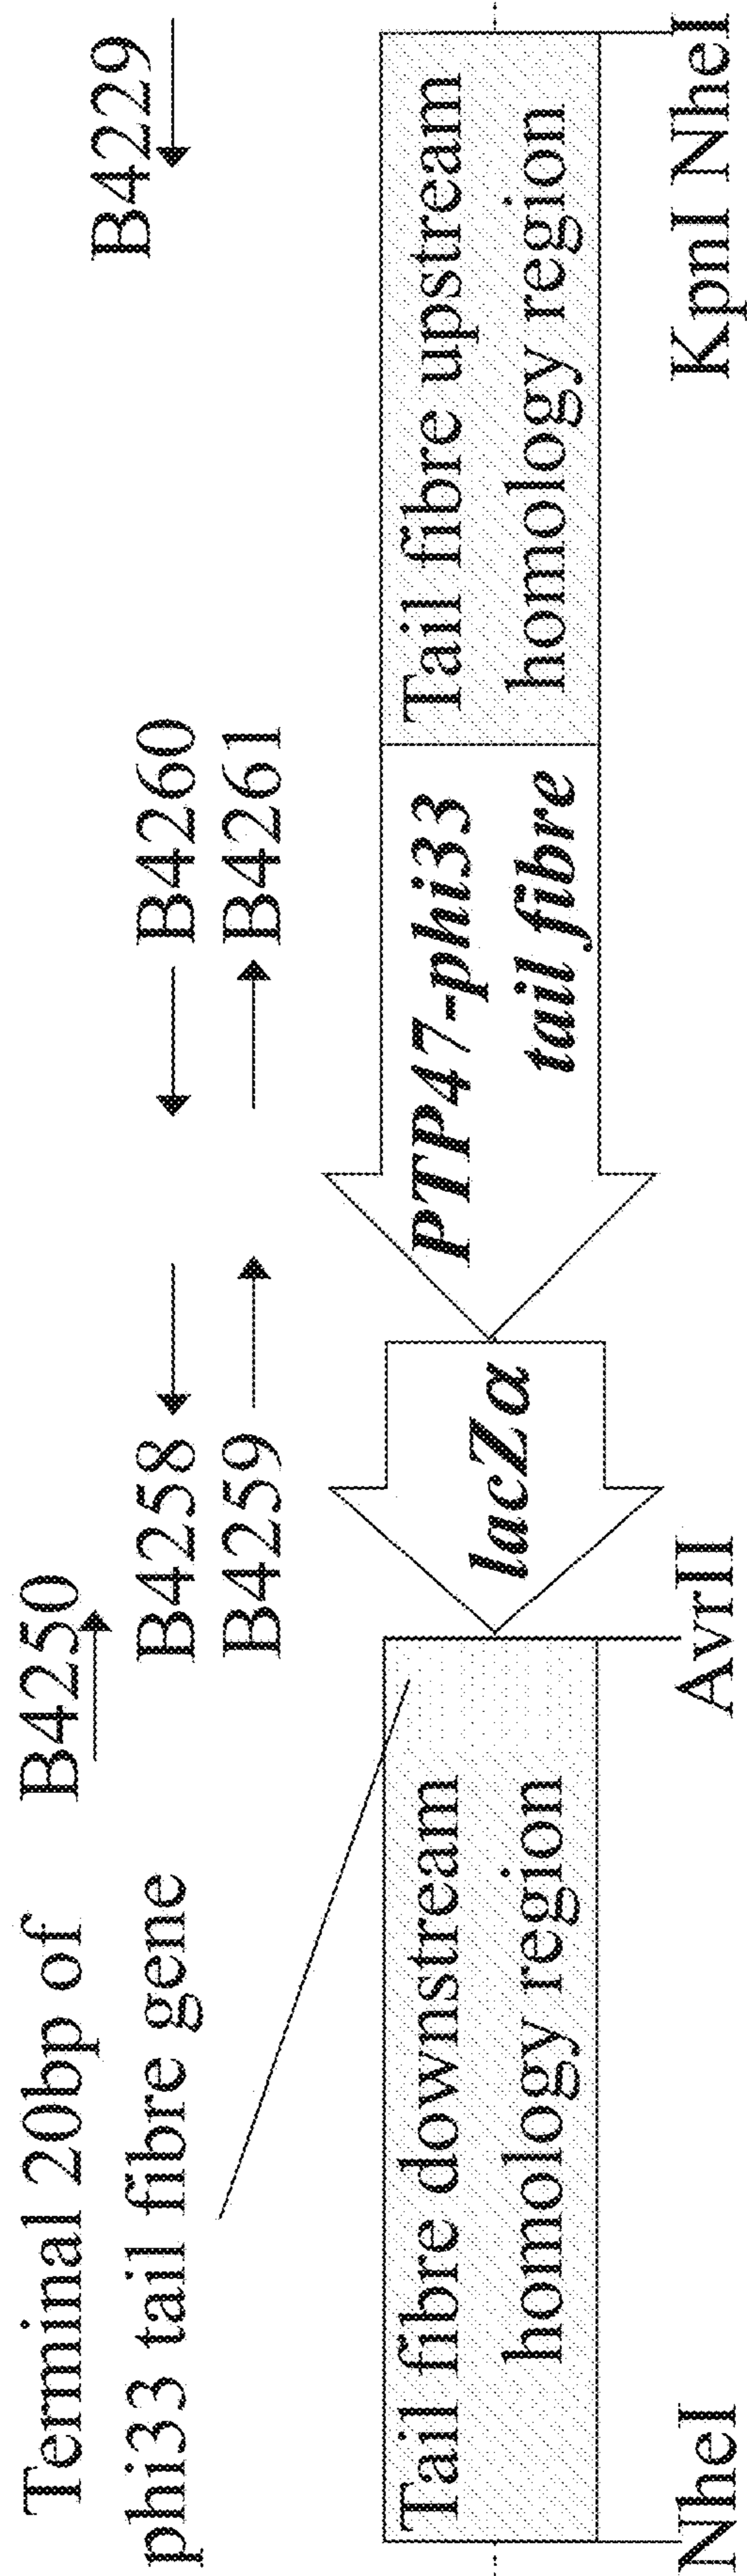 Terminal 20bp of
phi33 tail fibre gene
B4250
B4258
B4259
B4260
B4261
B4229
Tail fibre downstream
homology region
lacZα
PTP47-phi33
tail fibre
Tail fibre upstream
homology region
NheI
AvrII
KpnI NheI